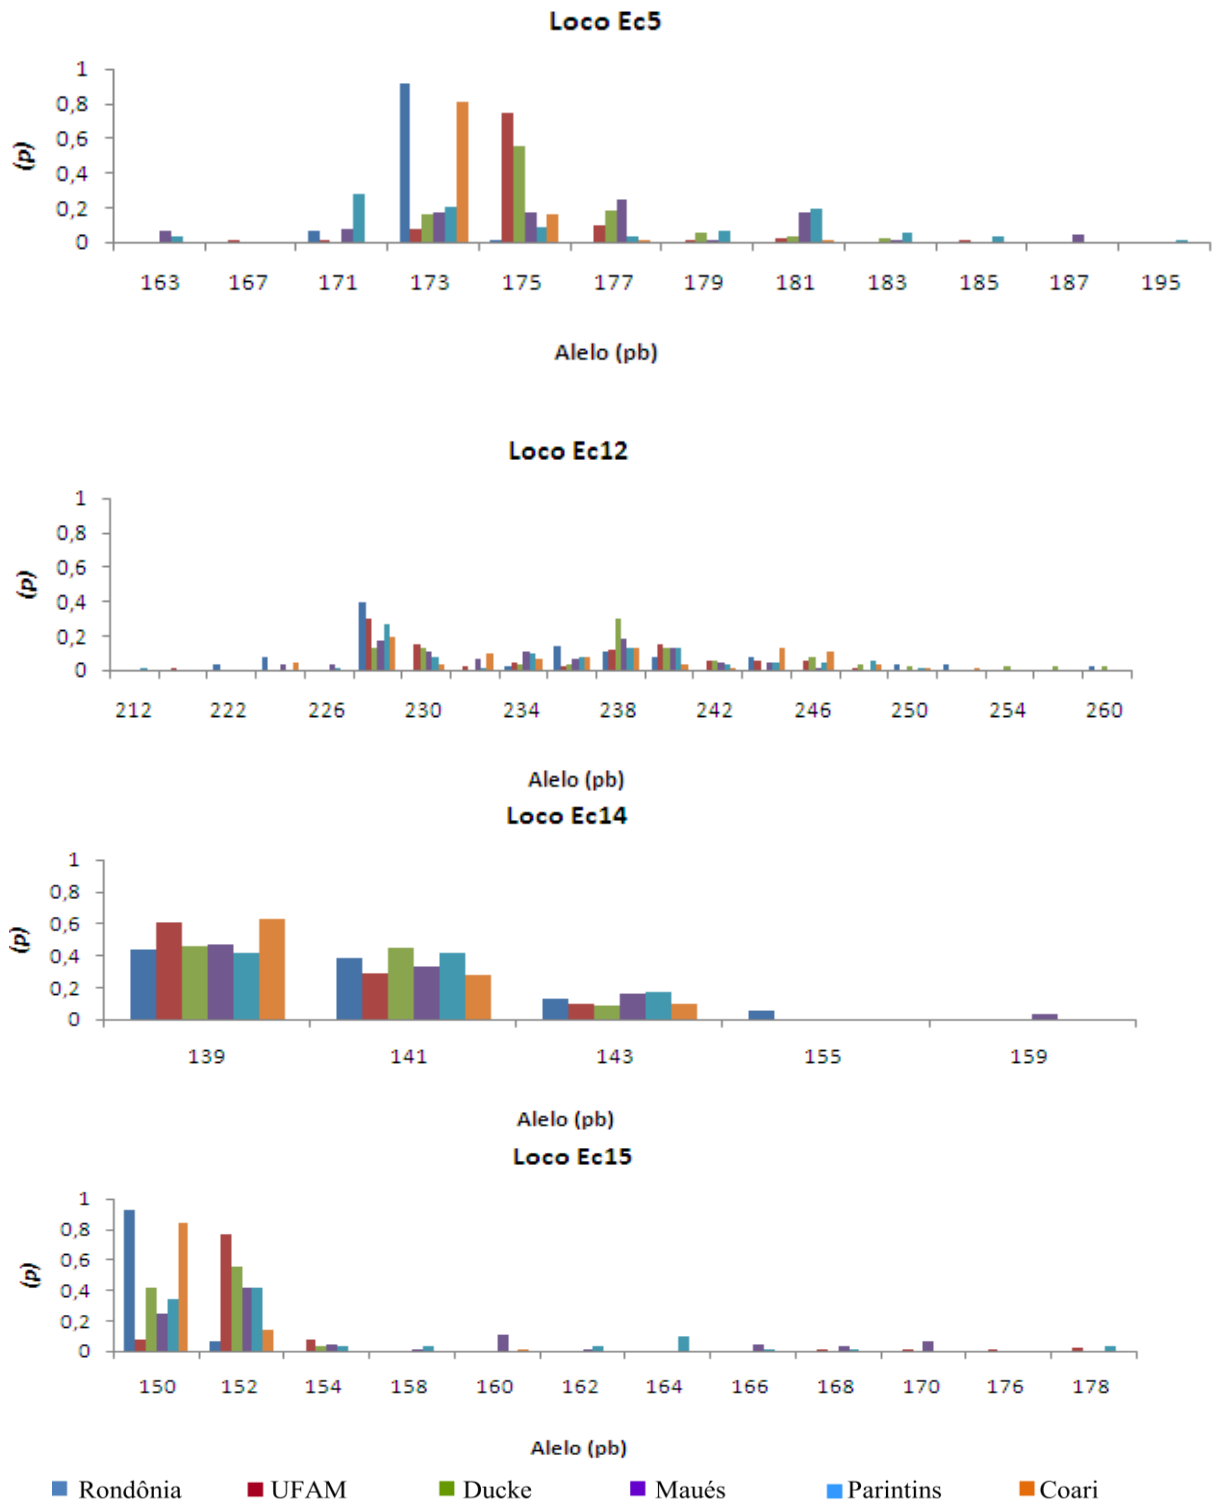 Loco Ec5
1
0,8
0,6
0,4
0,2
0
(p)
163 167 171 173 175 177 179 181 183 185 187 195
Alelo (pb)
Loco Ec12
1
0,8
0,6
0,4
0,2
0
(p)
212 222 226 230 234 238 242 246 250 254 260
Alelo (pb)
Loco Ec14
1
0,8
0,6
0,4
0,2
0
(p)
139 141 143 155 159
Alelo (pb)
Loco Ec15
1
0,8
0,6
0,4
0,2
0
(p)
150 152 154 158 160 162 164 166 168 170 176 178
Alelo (pb)
Rondônia UFAM Ducke Maués Parintins Coari